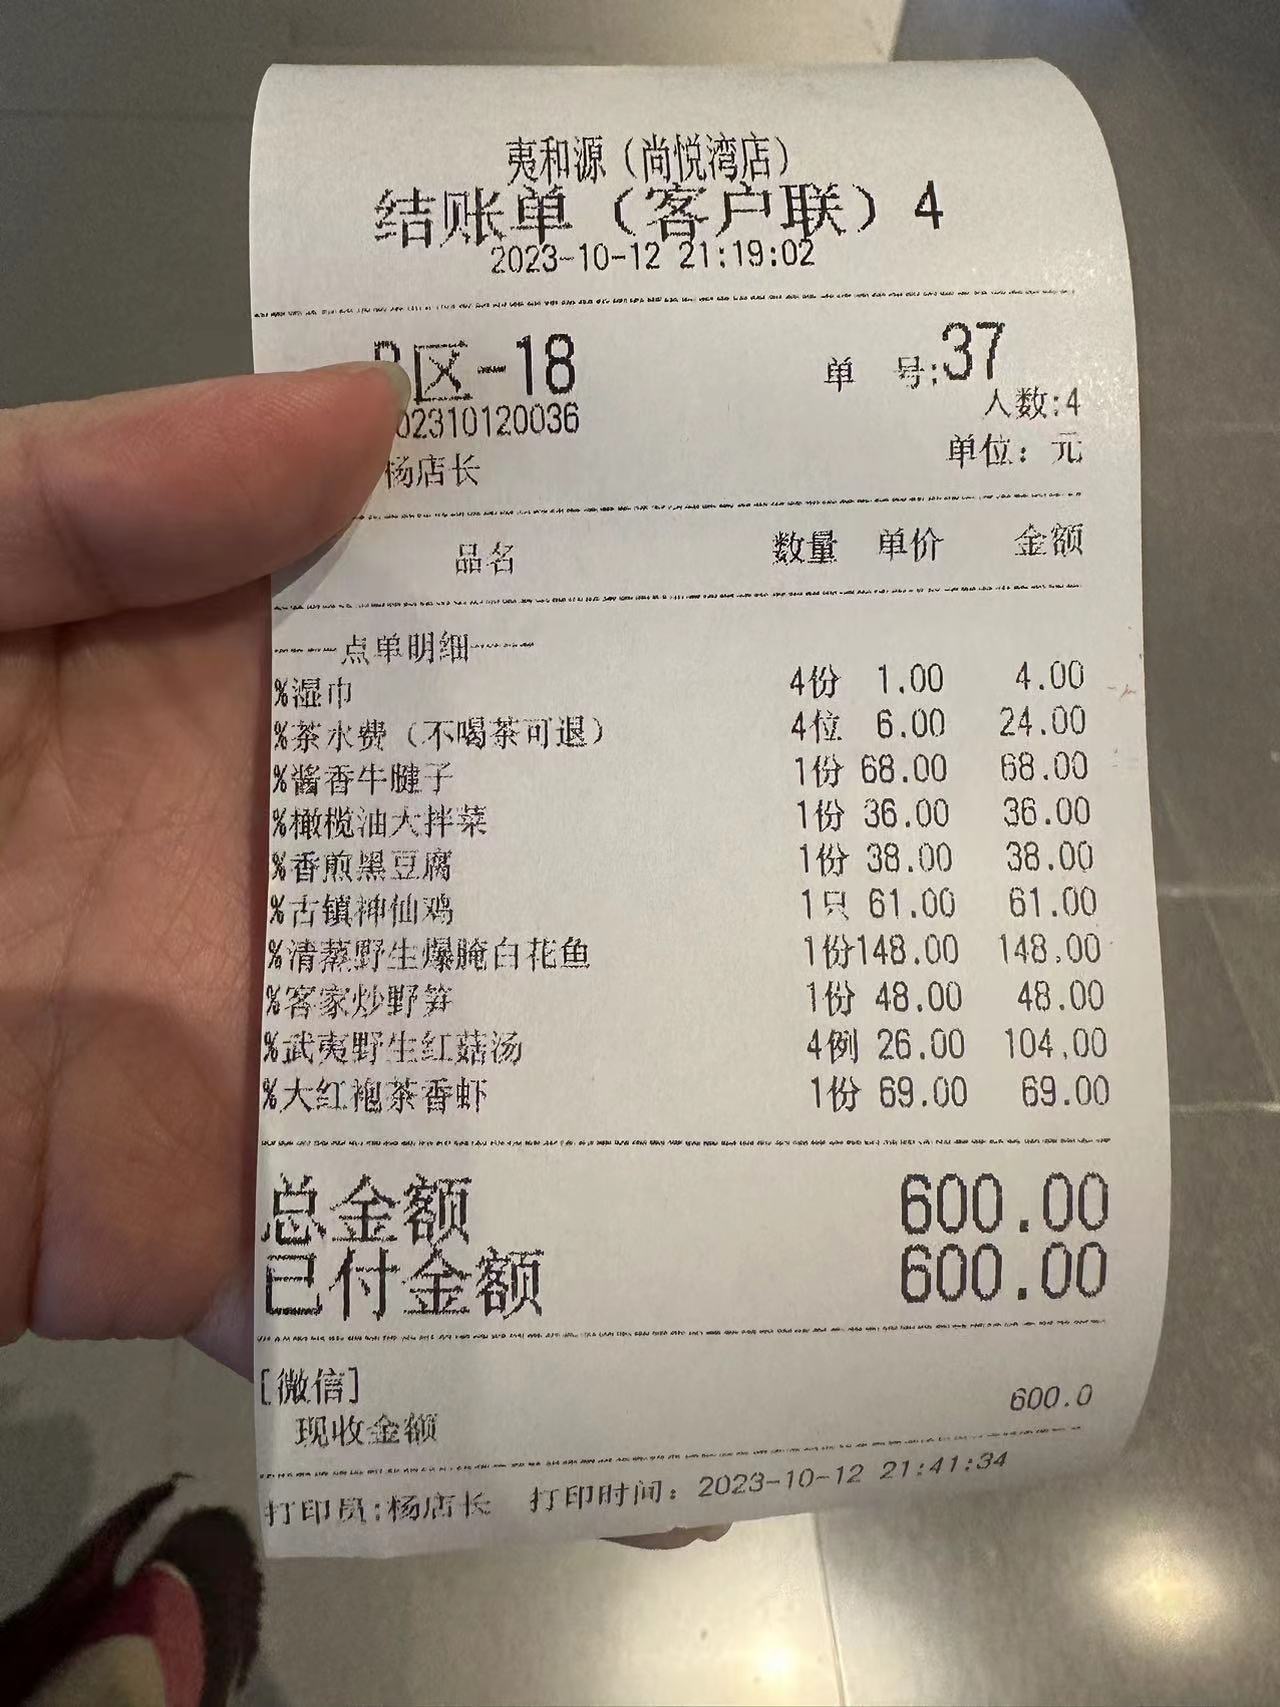 夷和源（尚悦湾店）
结账单（客户联）4
2023-10-12 21:19:02
区-18 单 号:37
02310120036 人数:4
杨店长 单位：元
品名 数量 单价 金额
-----点单明细-----
%湿巾 4份 1.00 4.00
%茶水费（不喝茶可退） 4位 6.00 24.00
%酱香牛腱子 1份 68.00 68.00
%橄榄油大拌菜 1份 36.00 36.00
%香煎黑豆腐 1份 38.00 38.00
%古镇神仙鸡 1只 61.00 61.00
%清蒸野生爆腌白花鱼 1份148.00 148.00
%客家炒野笋 1份 48.00 48.00
%武夷野生红菇汤 4例 26.00 104.00
%大红袍茶香虾 1份 69.00 69.00
总金额 600.00
已付金额 600.00
[微信]
现收金额 600.0
打印员:杨店长 打印时间：2023-10-12 21:41:34